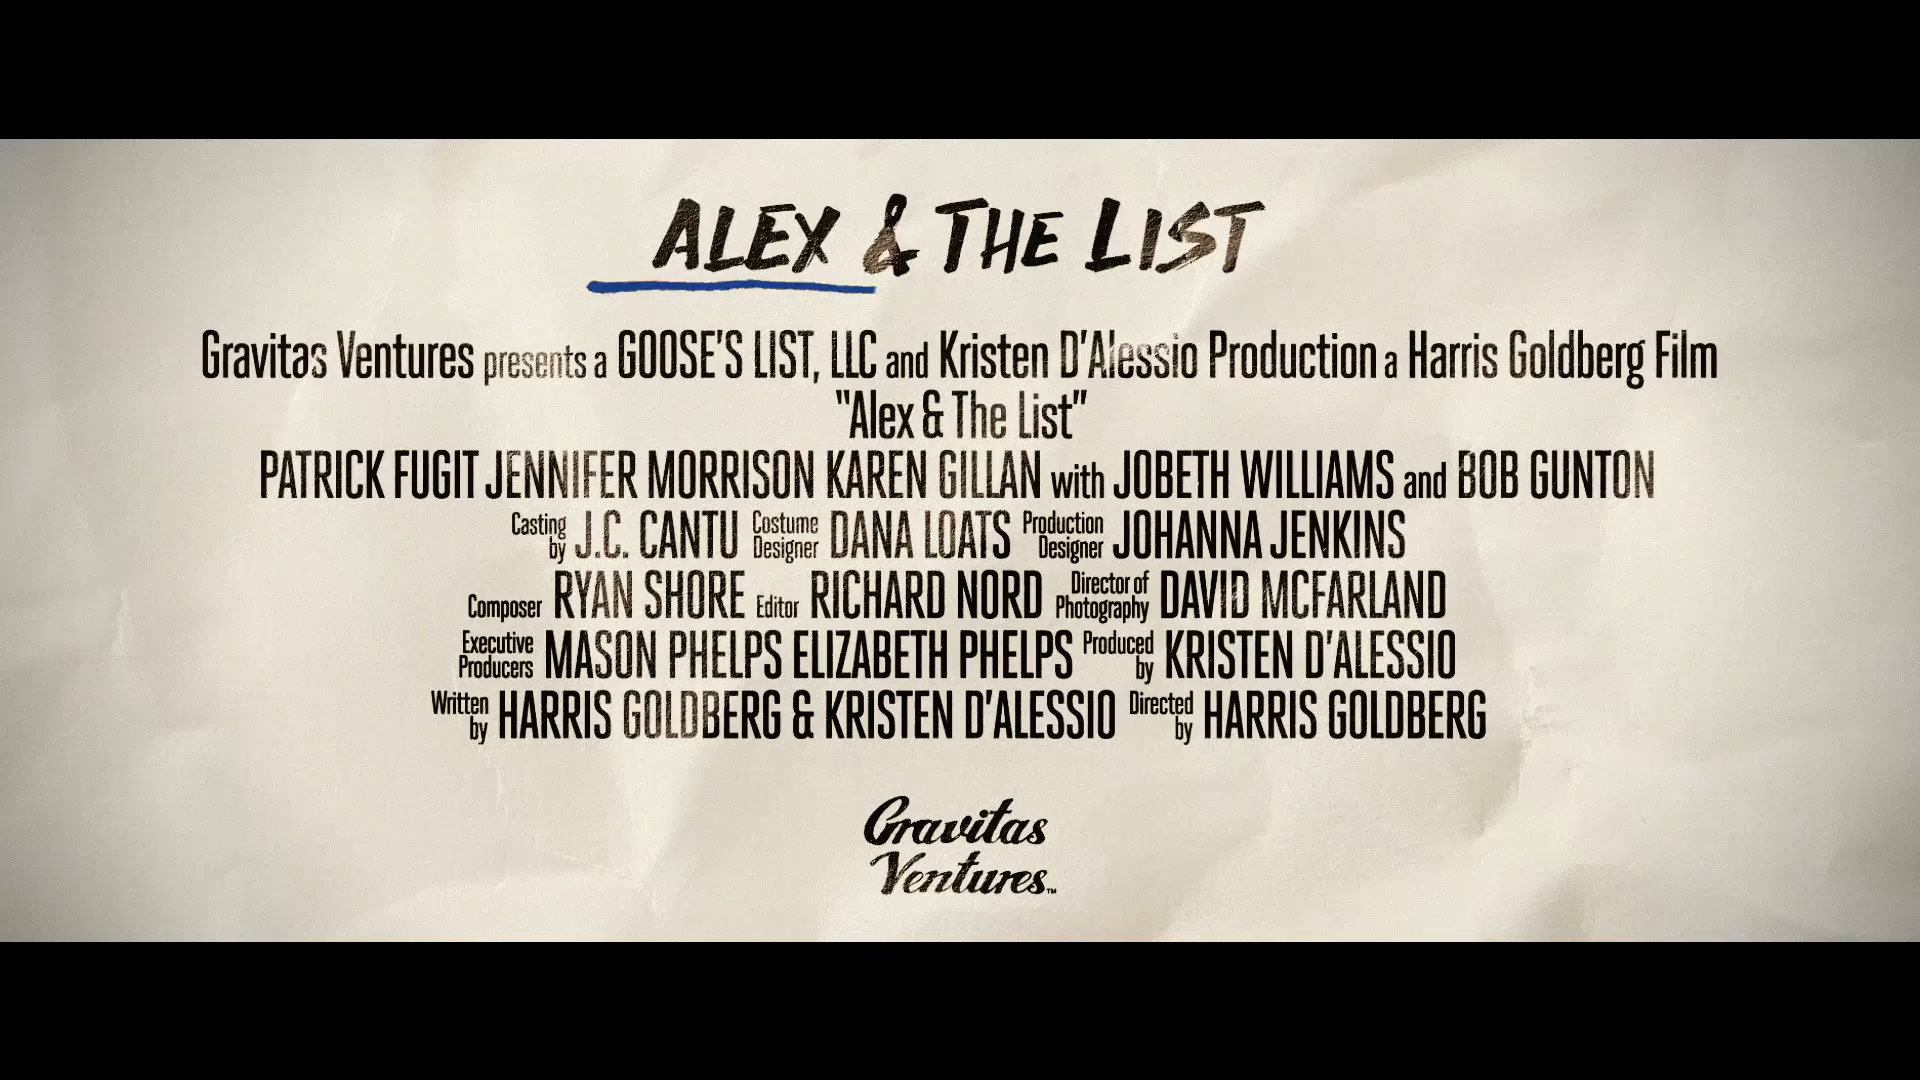 ALEX & THE LIST
Gravitas Ventures presents a GOOSE'S LIST, LLC and Kristen D'Alessio Production a Harris Goldberg Film
"Alex & The List"
PATRICK FUGIT JENNIFER MORRISON KAREN GILLAN with JOBETH WILLIAMS and BOB GUNTON
Casting by J.C. CANTU Costume Designer DANA LOATS Production Designer JOHANNA JENKINS
Composer RYAN SHORE Editor RICHARD NORD Director of Photography DAVID MCFARLAND
Executive Producers MASON PHELPS ELIZABETH PHELPS Produced by KRISTEN D'ALESSIO
Written by HARRIS GOLDBERG & KRISTEN D'ALESSIO Directed by HARRIS GOLDBERG
Gravitas
Ventures™